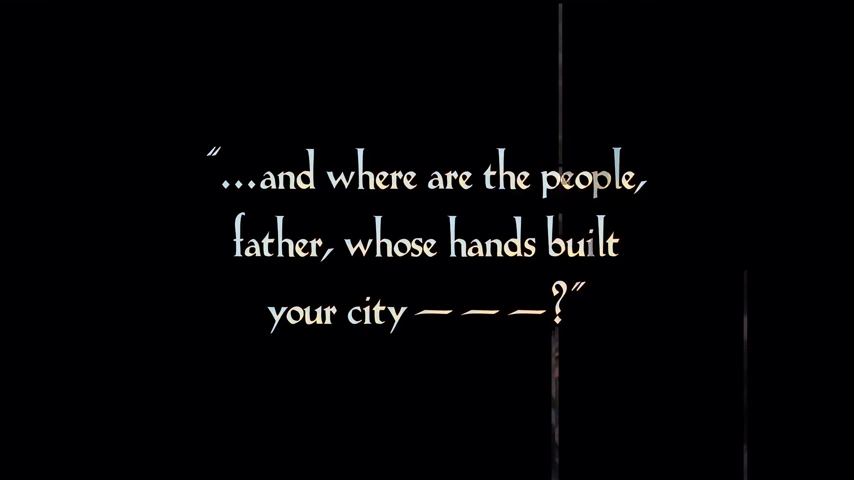 “...and where are the people,
father, whose hands built
your city — — —?”